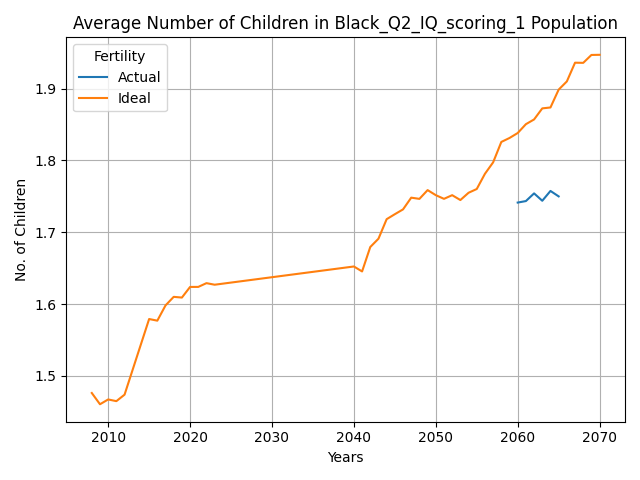 Average Number of Children in Black_Q2_IQ_scoring_1 Population
Fertility
Actual
Ideal
No. of Children
1.9
1.8
1.7
1.6
1.5
2010 2020 2030 2040 2050 2060 2070
Years